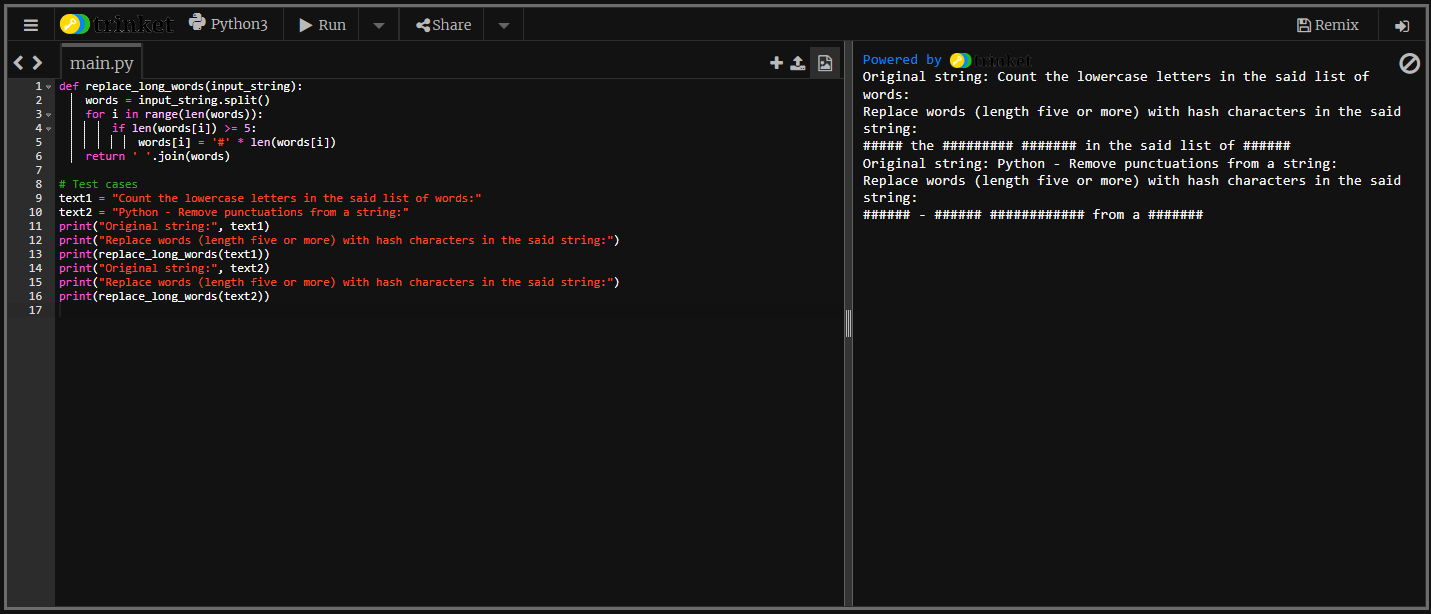 trinket Python3 Run Share Remix
main.py
1 def replace_long_words(input_string):
2 words = input_string.split()
3 for i in range(len(words)):
4 if len(words[i]) >= 5:
5 words[i] = '#' * len(words[i])
6 return ' '.join(words)
7
8 # Test cases
9 text1 = "Count the lowercase letters in the said list of words:"
10 text2 = "Python - Remove punctuations from a string:"
11 print("Original string:", text1)
12 print("Replace words (length five or more) with hash characters in the said string:")
13 print(replace_long_words(text1))
14 print("Original string:", text2)
15 print("Replace words (length five or more) with hash characters in the said string:")
16 print(replace_long_words(text2))
17
Powered by trinket
Original string: Count the lowercase letters in the said list of
words:
Replace words (length five or more) with hash characters in the said
string:
##### the ######### ####### in the said list of ######
Original string: Python - Remove punctuations from a string:
Replace words (length five or more) with hash characters in the said
string:
###### - ###### ############ from a #######